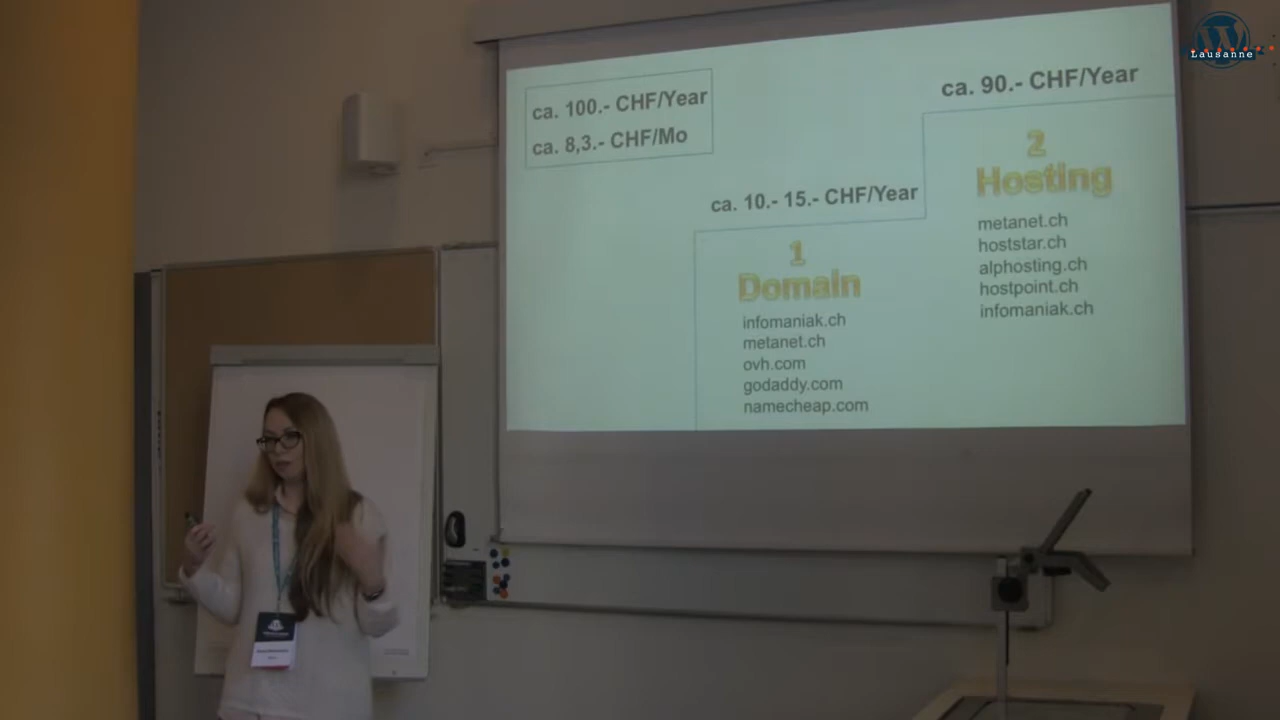 W
Lausanne
ca. 100.- CHF/Year
ca. 8,3.- CHF/Mo
ca. 10.- 15.- CHF/Year
1
Domain
infomaniak.ch
metanet.ch
ovh.com
godaddy.com
namecheap.com
ca. 90.- CHF/Year
2
Hosting
metanet.ch
hoststar.ch
alphosting.ch
hostpoint.ch
infomaniak.ch